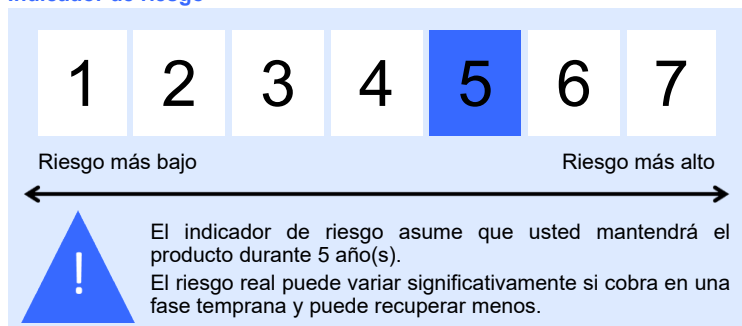 Indicador de riesgo
1 2 3 4 5 6 7
Riesgo más bajo Riesgo más alto
! El indicador de riesgo asume que usted mantendrá el
producto durante 5 año(s).
El riesgo real puede variar significativamente si cobra en una
fase temprana y puede recuperar menos.